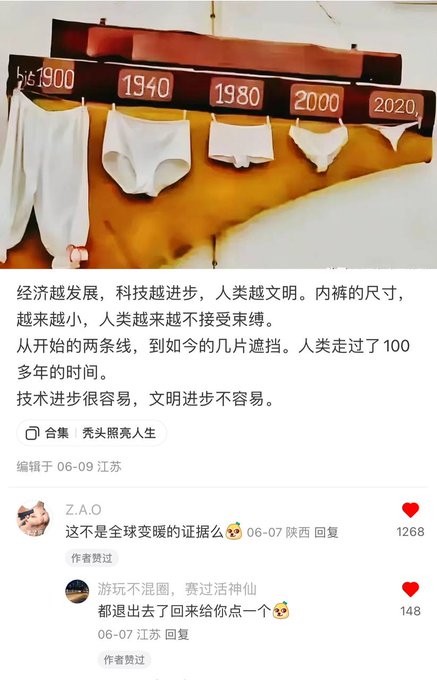 bis1900
1940
1980
2000
2020,
经济越发展，科技越进步，人类越文明。内裤的尺寸，
越来越小，人类越来越不接受束缚。
从开始的两条线，到如今的几片遮挡。人类走过了100
多年的时间。
技术进步很容易，文明进步不容易。
合集 | 秃头照亮人生
编辑于 06-09 江苏
Z.A.O
这不是全球变暖的证据么 06-07 陕西 回复
1268
作者赞过
游玩不混圈，赛过活神仙
都退出去了回来给你点一个
148
06-07 江苏 回复
作者赞过